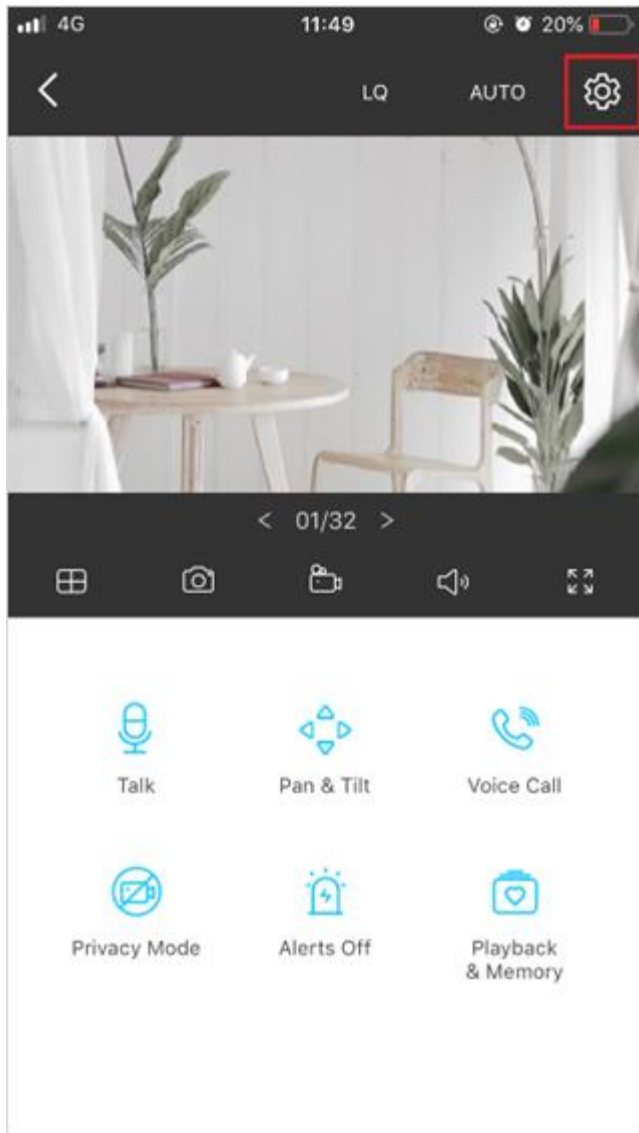 4G 11:49 20%
LQ AUTO
< 01/32 >
Talk Pan & Tilt Voice Call
Privacy Mode Alerts Off Playback
& Memory